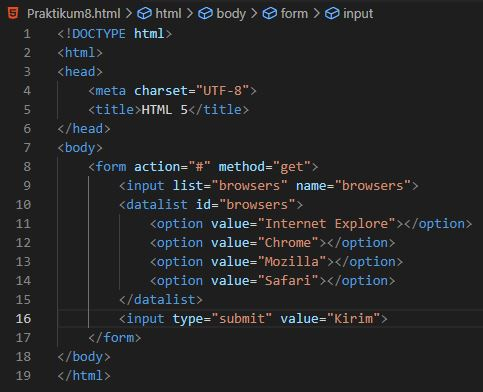 Praktikum8.html > html > body > form > input
1 <!DOCTYPE html>
2 <html>
3 <head>
4     <meta charset="UTF-8">
5     <title>HTML 5</title>
6 </head>
7 <body>
8     <form action="#" method="get">
9         <input list="browsers" name="browsers">
10         <datalist id="browsers">
11             <option value="Internet Explore"></option>
12             <option value="Chrome"></option>
13             <option value="Mozilla"></option>
14             <option value="Safari"></option>
15         </datalist>
16         <input type="submit" value="Kirim">
17     </form>
18 </body>
19 </html>